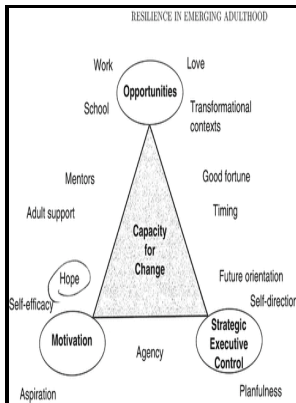 RESILIENCE IN EMERGING ADULTHOOD
Work
Love
Opportunities
School
Transformational
contexts
Mentors
Good fortune
Adult support
Timing
Capacity
for
Change
Hope
Future orientation
Self-efficacy
Self-direction
Motivation
Strategic
Executive
Control
Agency
Aspiration
Planfulness